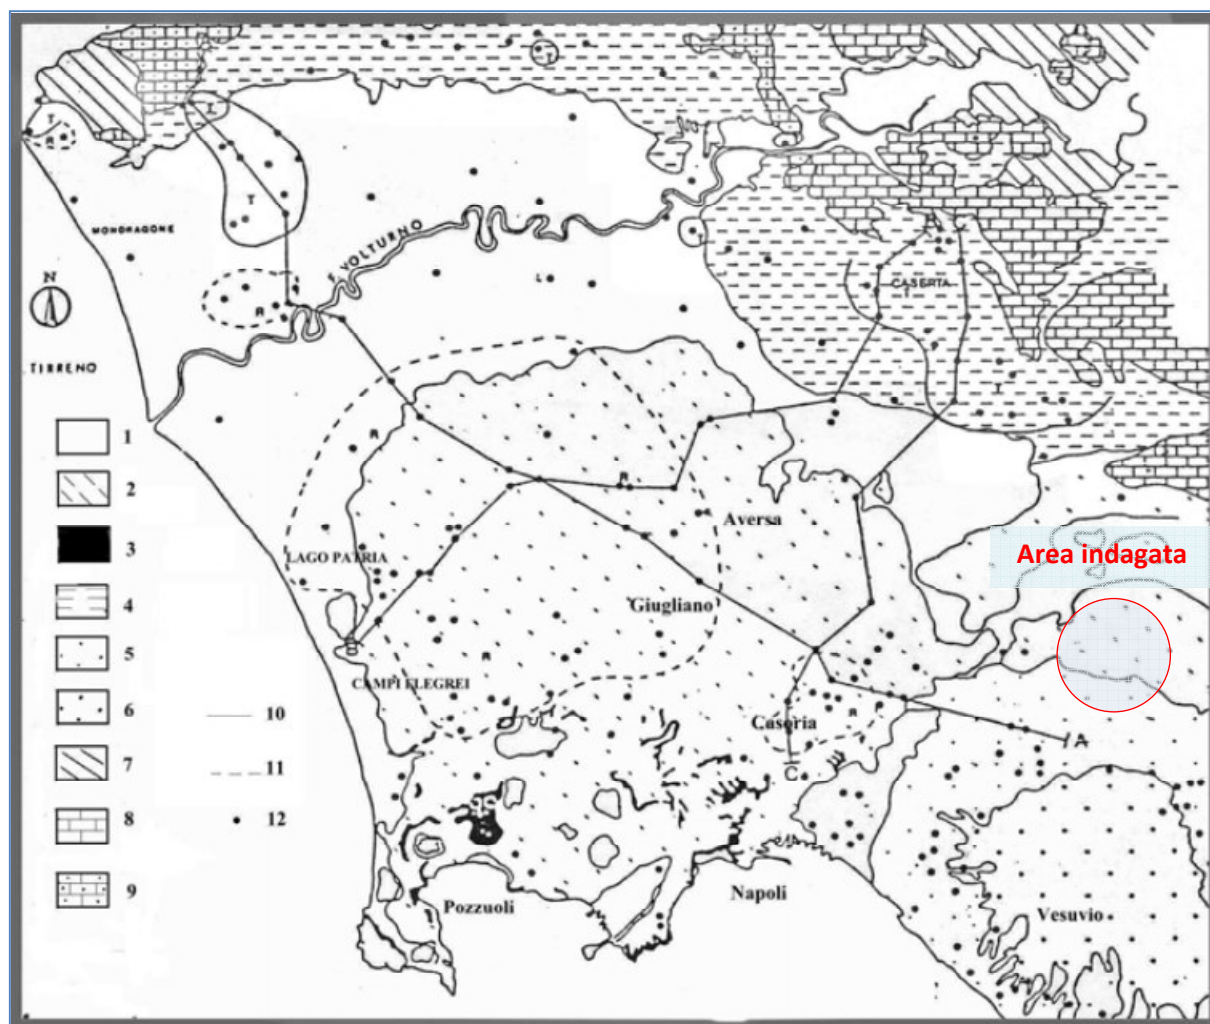 T
T
T
A
T
MONDRAGONE
F. VOLTURNO
N
L
CASERTA
T
A
P
TIRRENO
T
1
R
2
R
Aversa
3
LAGO PATRIA
Area indagata
4
Giugliano
5
R
CAMPI FLEGREI
6
10
Casoria
R
A
7
11
C
8
12
9
Pozzuoli
Napoli
Vesuvio